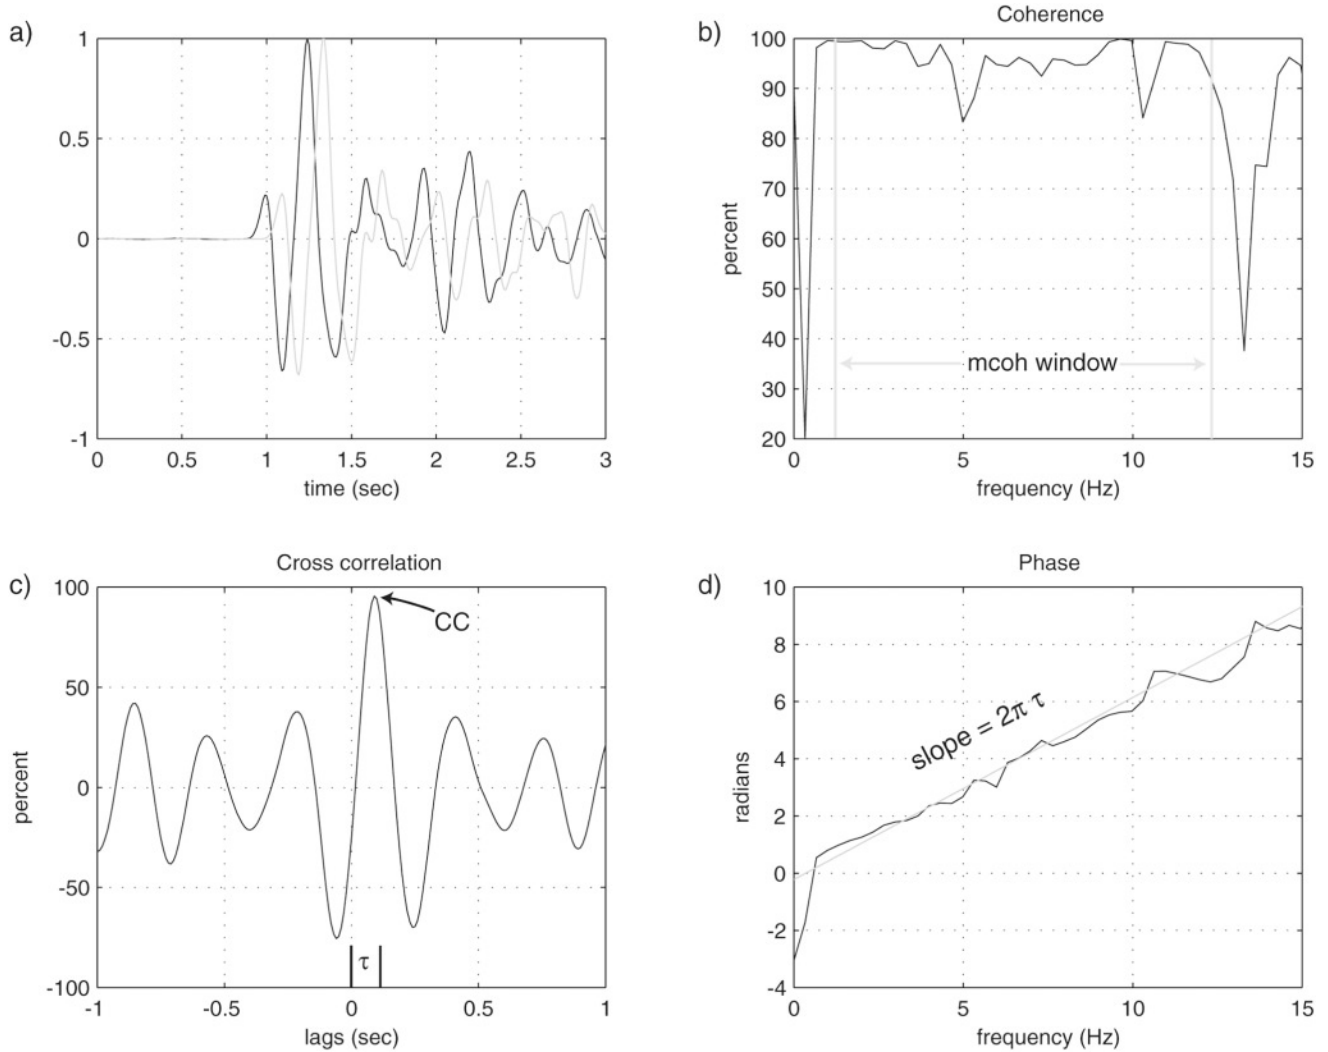 a)
1
0.5
0
-0.5
-1
0 0.5 1 1.5 2 2.5 3
time (sec)
b)
Coherence
100
90
80
70
60
50
40
30
20
percent
mcoh window
0 5 10 15
frequency (Hz)
c)
Cross correlation
100
50
0
-50
-100
percent
CC
τ
-1 -0.5 0 0.5 1
lags (sec)
d)
Phase
10
8
6
4
2
0
-2
-4
radians
slope = 2π τ
0 5 10 15
frequency (Hz)